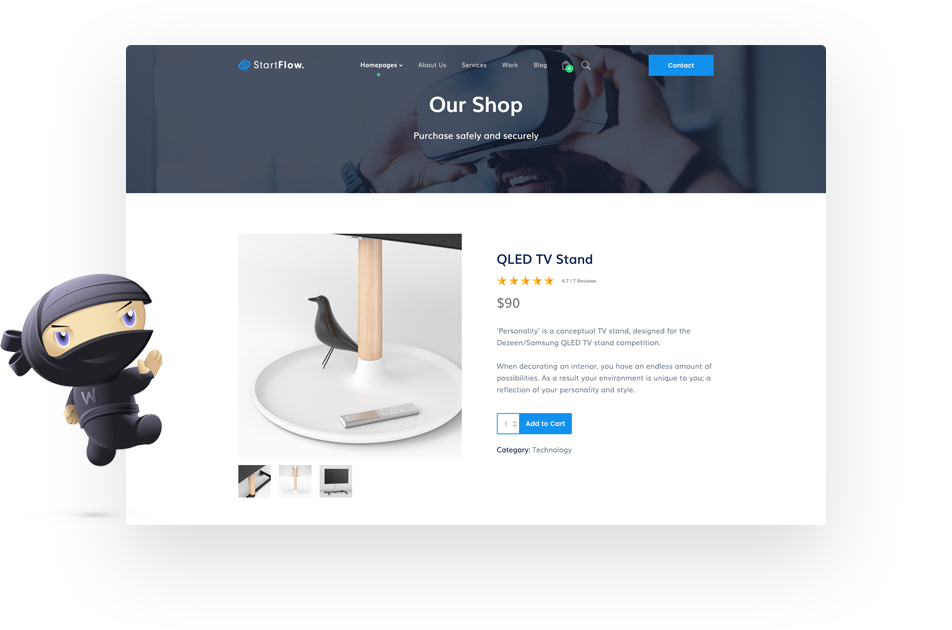 StartFlow.
Homepages
About Us
Services
Work
Blog
Contact
Our Shop
Purchase safely and securely
QLED TV Stand
4.7 / 7 Reviews
$90
'Personality' is a conceptual TV stand, designed for the
Dezeen/Samsung QLED TV stand competition.
When decorating an interior, you have an endless amount of
possibilities. As a result your environment is unique to you; a
reflection of your personality and style.
1
Add to Cart
Category: Technology
W